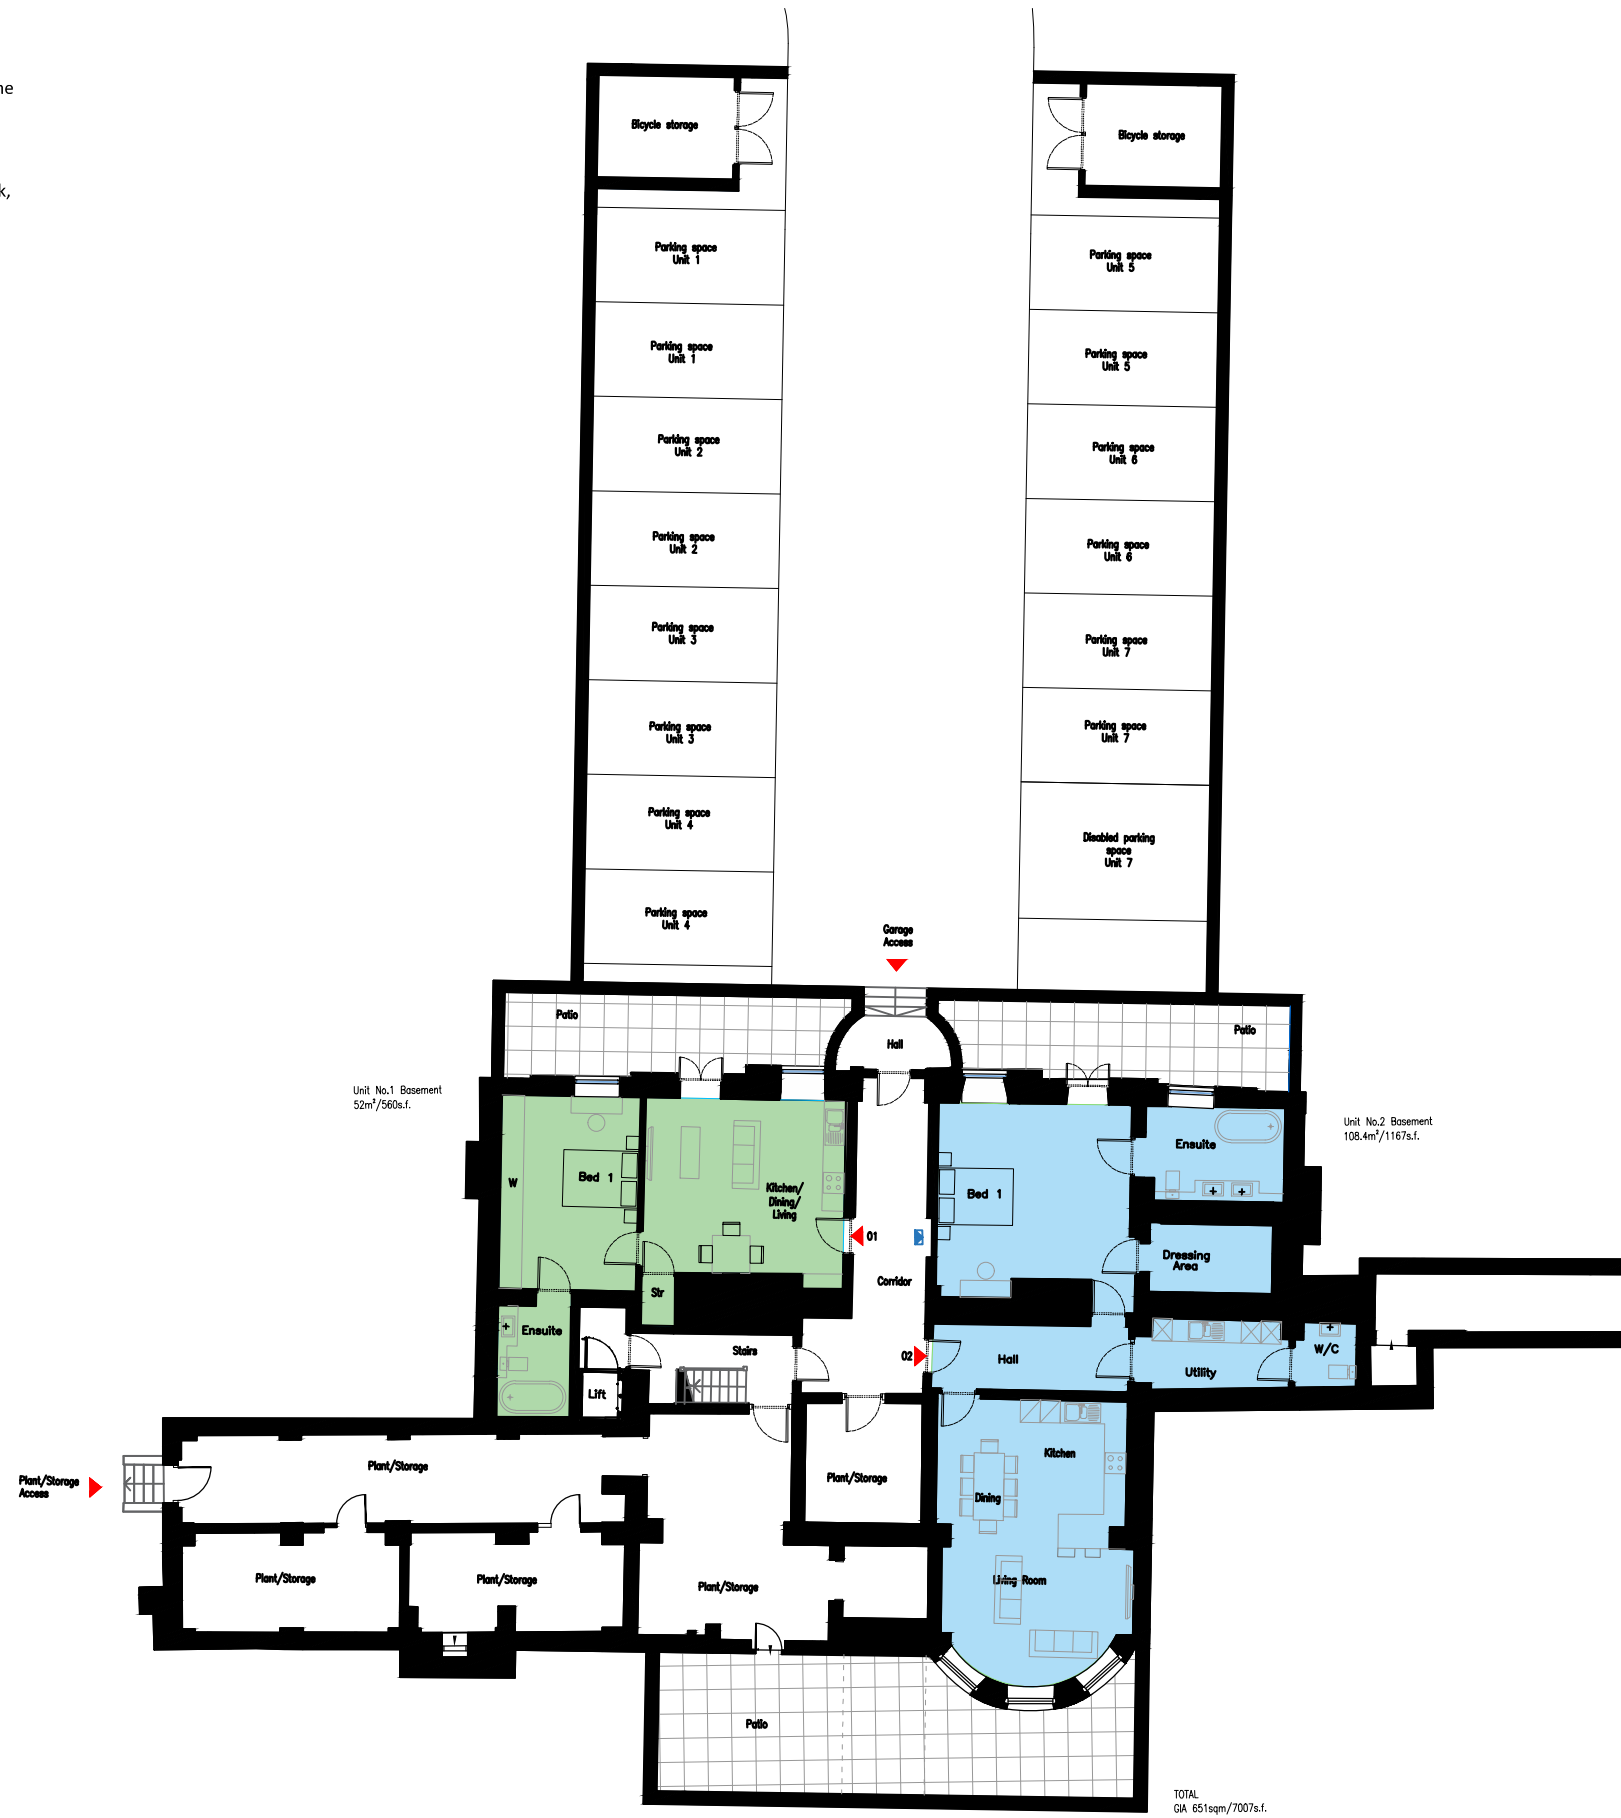 ne
k,
Bicycle storage
Bicycle storage
Parking space
Unit 1
Parking space
Unit 5
Parking space
Unit 1
Parking space
Unit 5
Parking space
Unit 2
Parking space
Unit 6
Parking space
Unit 2
Parking space
Unit 6
Parking space
Unit 3
Parking space
Unit 7
Parking space
Unit 3
Parking space
Unit 7
Parking space
Unit 4
Disabled parking
space
Unit 7
Parking space
Unit 4
Garage
Access
Patio
Hall
Patio
Unit No.1 Basement
52m²/560s.f.
Unit No.2 Basement
108.4m²/1167s.f.
W
Bed 1
Kitchen/
Dining/
Living
Bed 1
Ensuite
01
Dressing
Area
Corridor
Str
Ensuite
Stairs
02
Hall
Utility
W/C
Lift
Kitchen
Plant/Storage
Access
Plant/Storage
Plant/Storage
Dining
Plant/Storage
Plant/Storage
Plant/Storage
Living Room
Patio
TOTAL
GIA 651sqm/7007s.f.